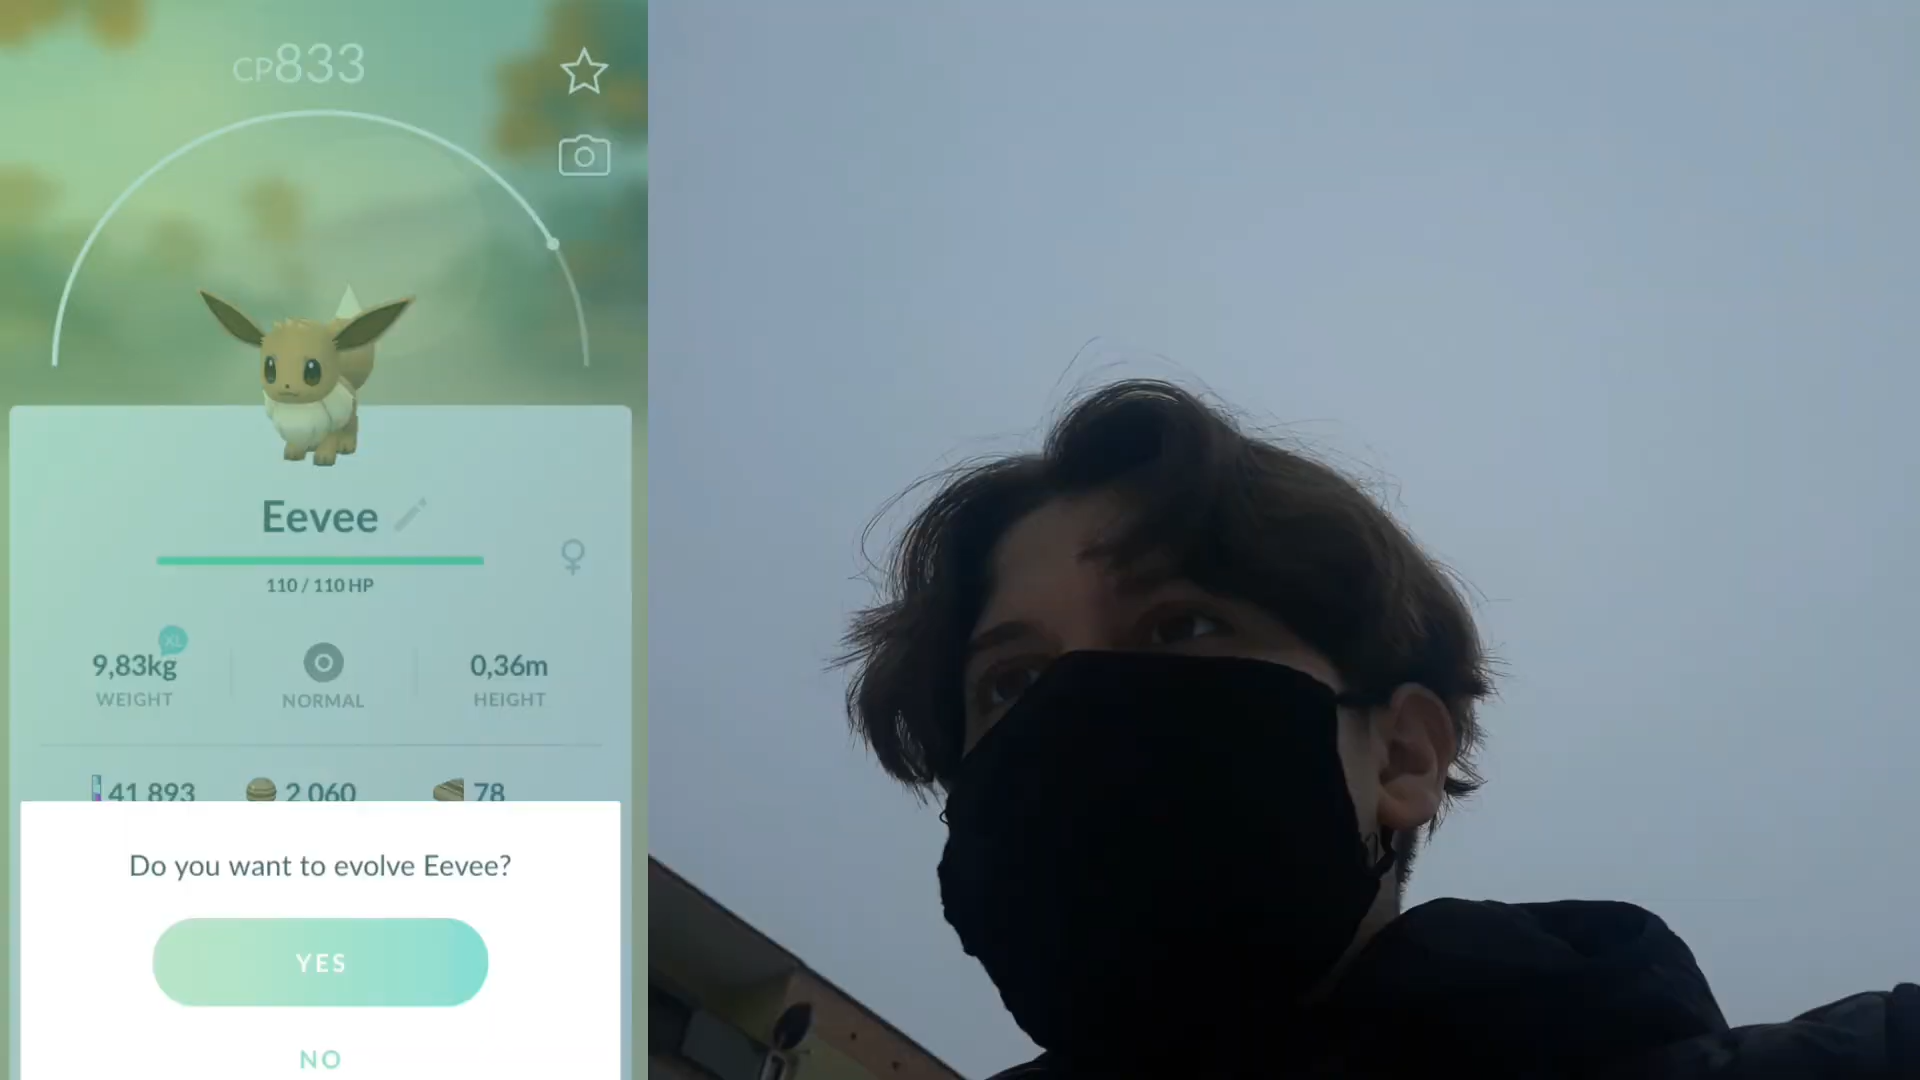 CP833
Eevee
110 / 110 HP
XL
9,83kg
WEIGHT
NORMAL
0,36m
HEIGHT
41 893
2 060
78
Do you want to evolve Eevee?
YES
NO